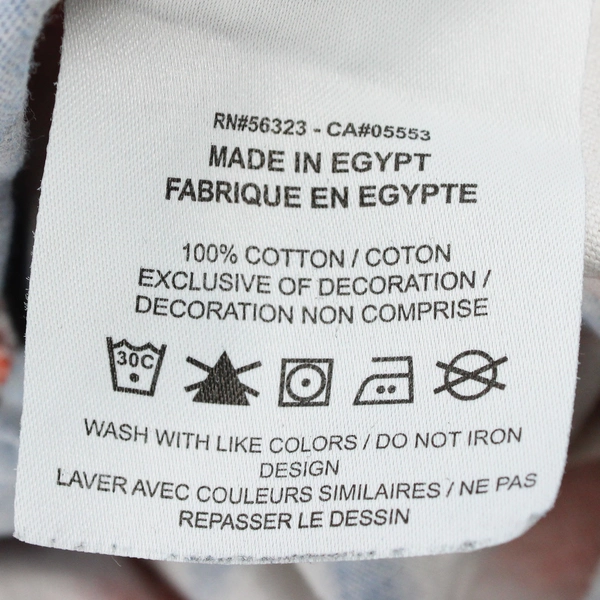 RN#56323 - CA#05553
MADE IN EGYPT
FABRIQUE EN EGYPTE
100% COTTON / COTON
EXCLUSIVE OF DECORATION /
DECORATION NON COMPRISE
30C
WASH WITH LIKE COLORS / DO NOT IRON
DESIGN
LAVER AVEC COULEURS SIMILAIRES / NE PAS
REPASSER LE DESSIN